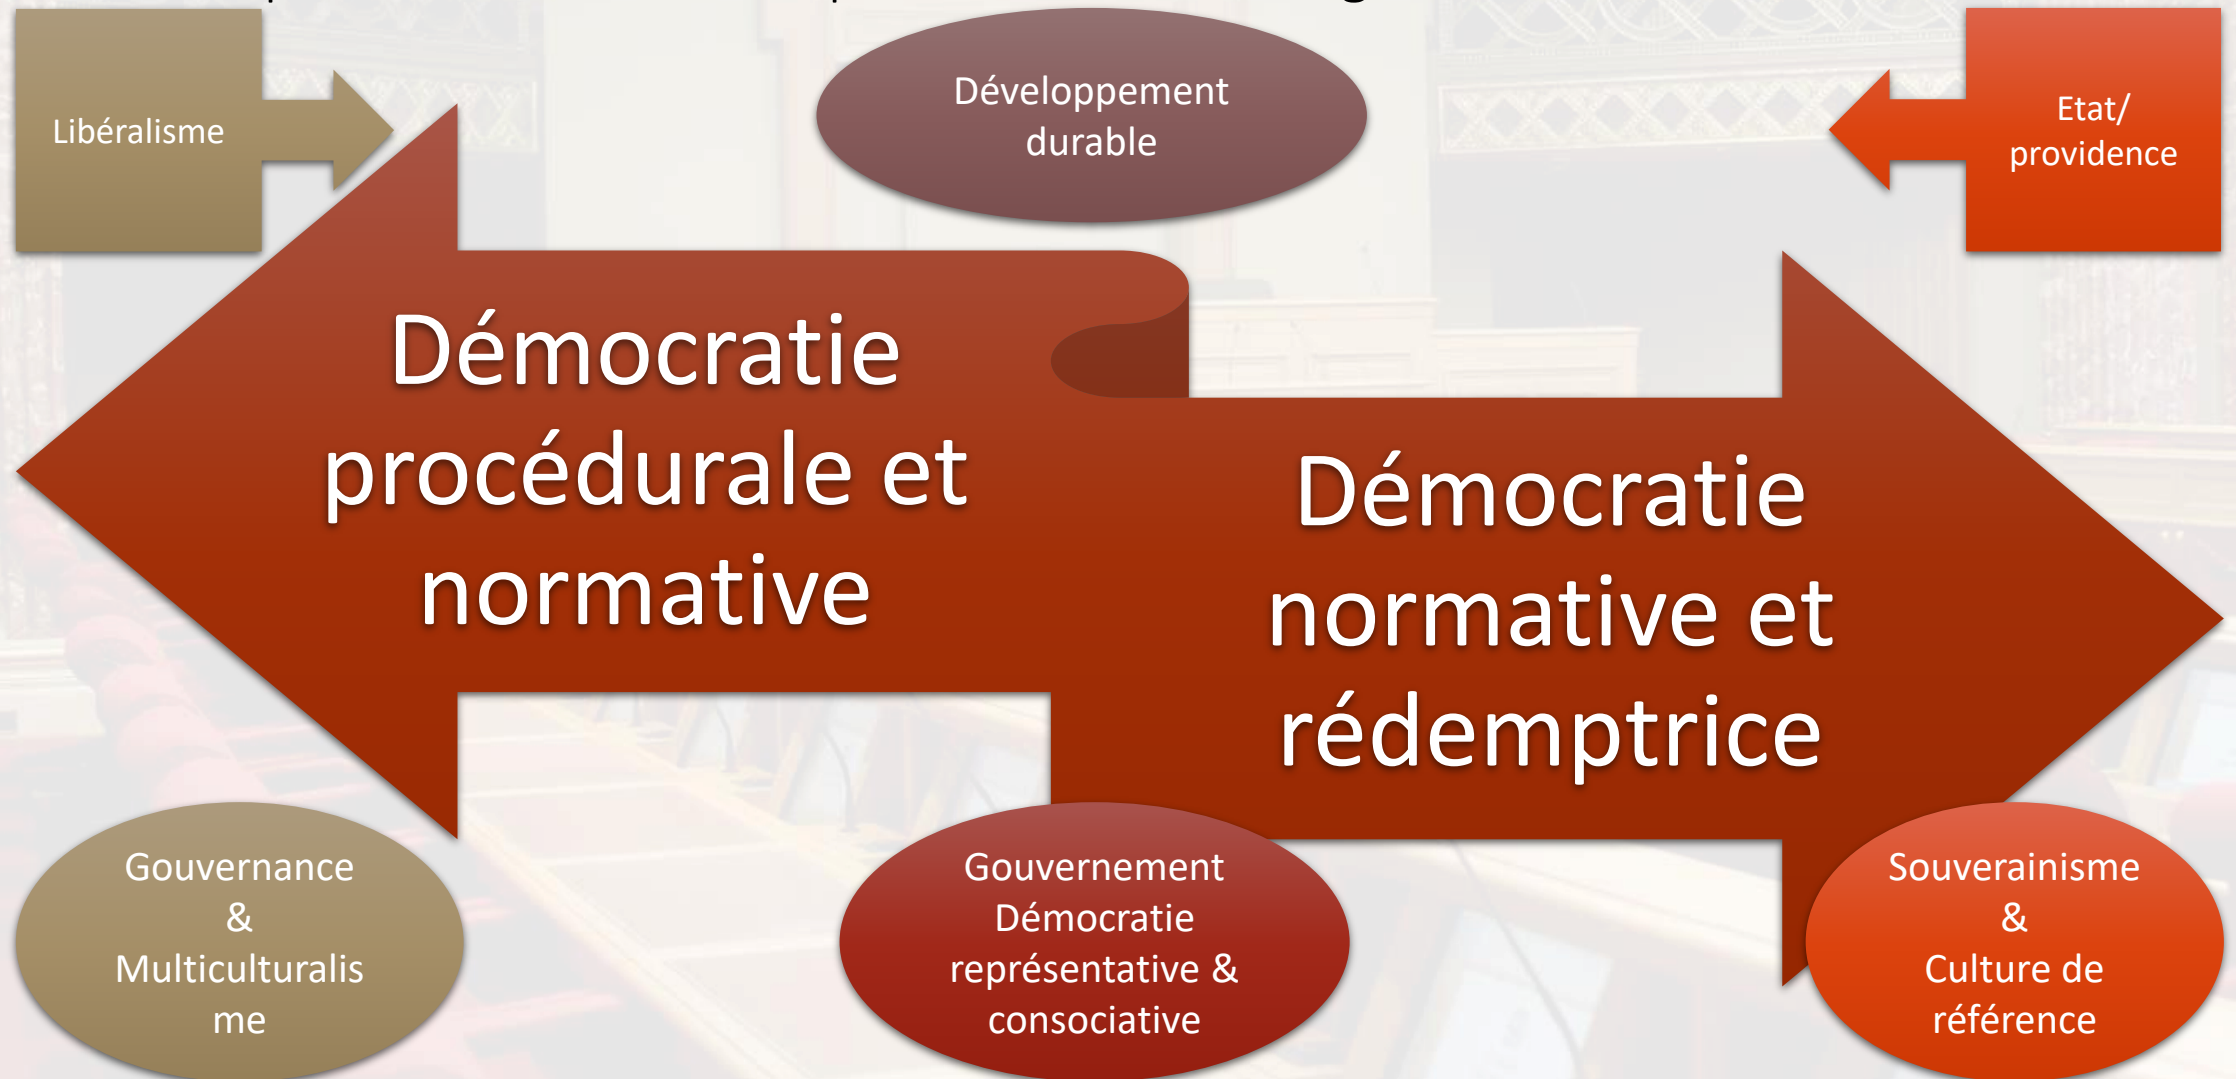 Libéralisme
Développement
durable
Etat/
providence
Démocratie
procédurale et
normative
Démocratie
normative et
rédemptrice
Gouvernance
&
Multiculturalis
me
Gouvernement
Démocratie
représentative &
consociative
Souverainisme
&
Culture de
référence